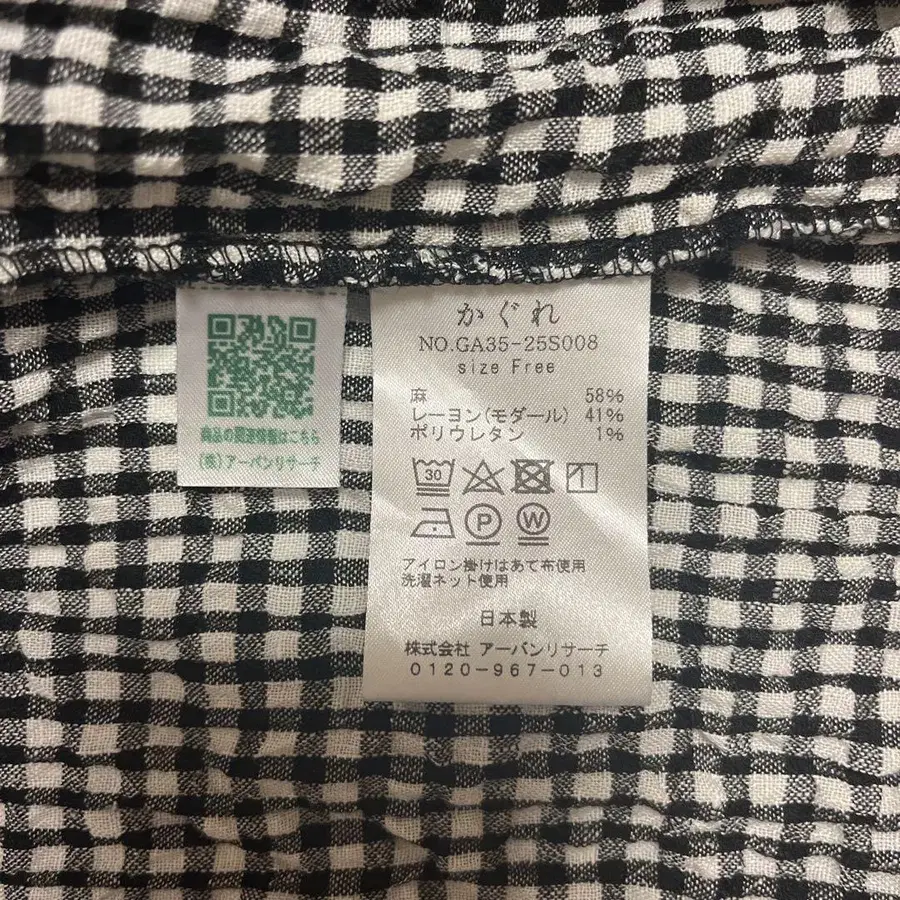 商品の関連情報はこちら
(株)アーバンリサーチ
かぐれ
NO.GA35-25S008
size Free
麻 58%
レーヨン(モダール) 41%
ポリウレタン 1%
30
1
P
W
アイロン掛けはあて布使用
洗濯ネット使用
日本製
株式会社 アーバンリサーチ
0120-967-013